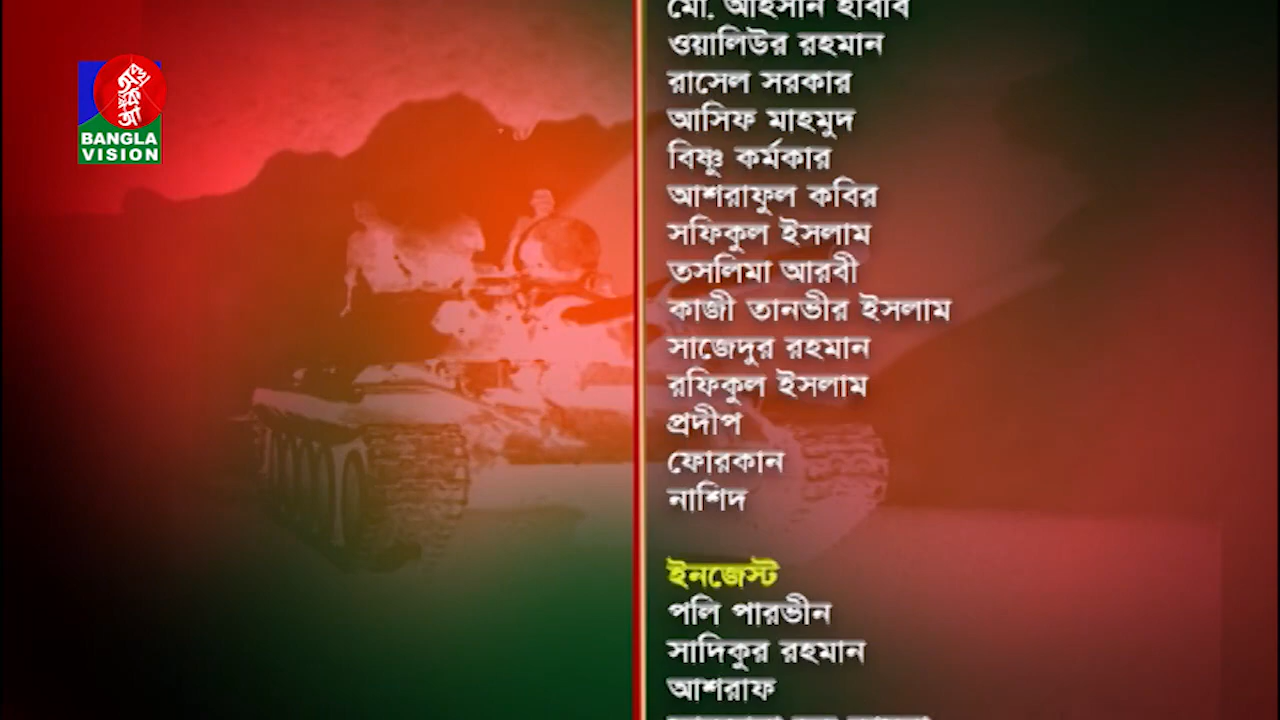 BANGLA
VISION
মো. আহসান হাবিব
ওয়ালিউর রহমান
রাসেল সরকার
আসিফ মাহমুদ
বিষ্ণু কর্মকার
আশরাফুল কবির
সফিকুল ইসলাম
তসলিমা আরবী
কাজী তানভীর ইসলাম
সাজেদুর রহমান
রফিকুল ইসলাম
প্রদীপ
ফোরকান
নাশিদ
ইনজেস্ট
পলি পারভীন
সাদিকুর রহমান
আশরাফ